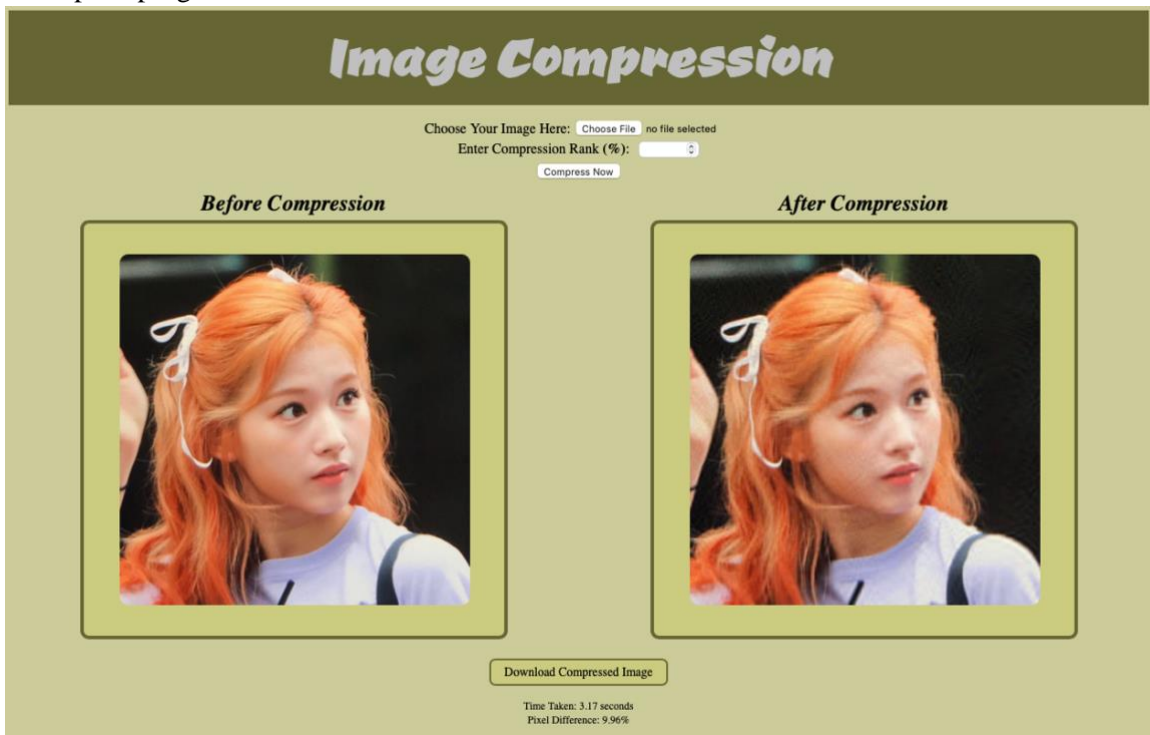 Image Compression
Choose Your Image Here: Choose File no file selected
Enter Compression Rank (%):
Compress Now
Before Compression After Compression
Download Compressed Image
Time Taken: 3.17 seconds
Pixel Difference: 9.96%